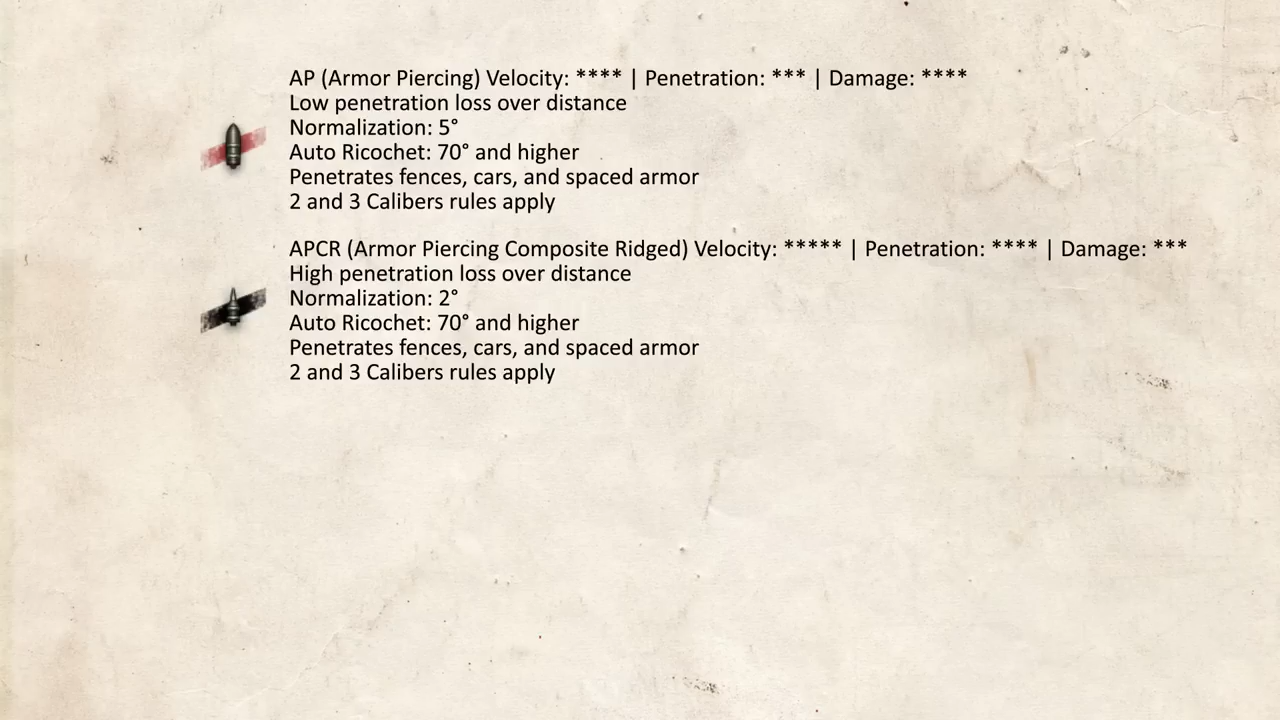 AP (Armor Piercing) Velocity: **** | Penetration: *** | Damage: ****
Low penetration loss over distance
Normalization: 5°
Auto Ricochet: 70° and higher
Penetrates fences, cars, and spaced armor
2 and 3 Calibers rules apply
APCR (Armor Piercing Composite Ridged) Velocity: ***** | Penetration: **** | Damage: ***
High penetration loss over distance
Normalization: 2°
Auto Ricochet: 70° and higher
Penetrates fences, cars, and spaced armor
2 and 3 Calibers rules apply